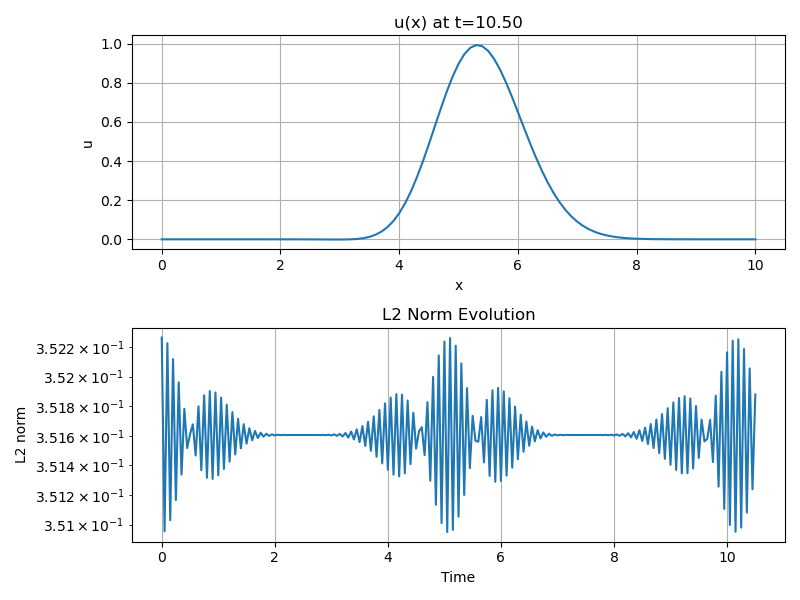 u(x) at t=10.50
1.0
0.8
0.6
0.4
0.2
0.0
u
0 2 4 6 8 10
x
L2 Norm Evolution
3.522 × 10⁻¹
3.52 × 10⁻¹
3.518 × 10⁻¹
3.516 × 10⁻¹
3.514 × 10⁻¹
3.512 × 10⁻¹
3.51 × 10⁻¹
L2 norm
0 2 4 6 8 10
Time